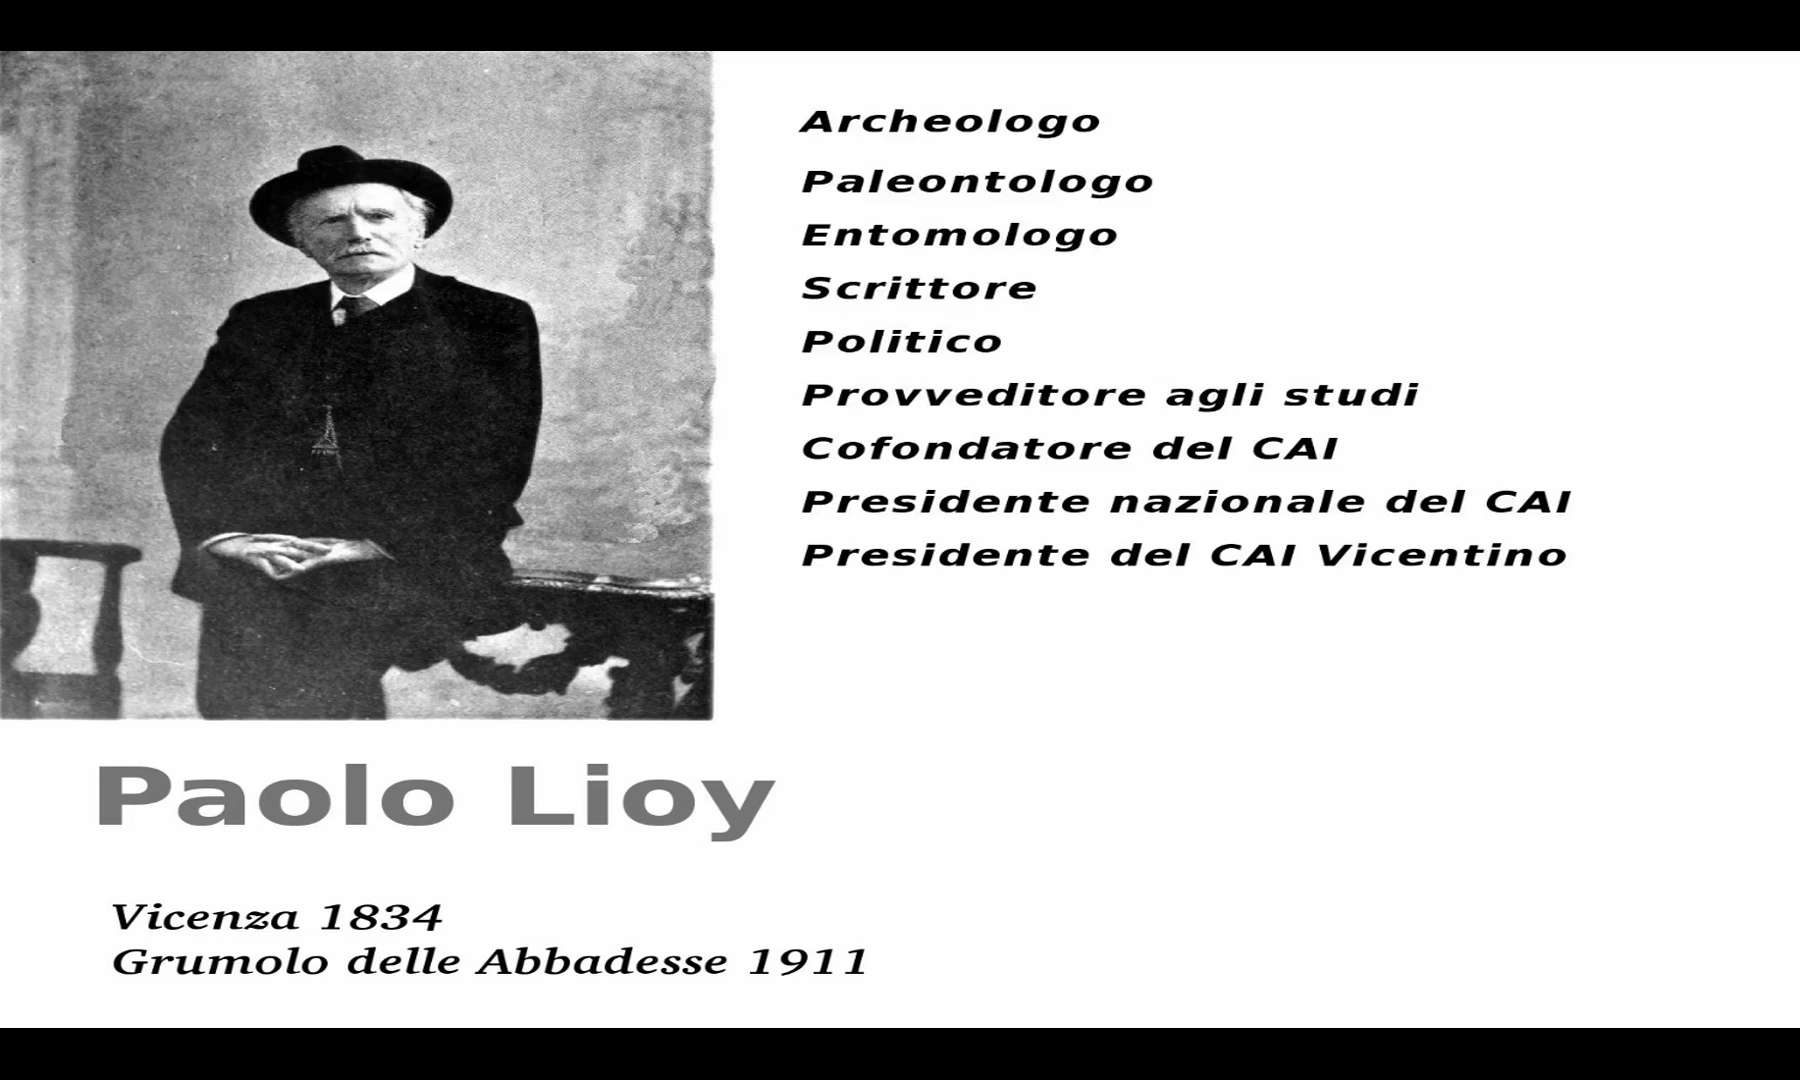 Archeologo
Paleontologo
Entomologo
Scrittore
Politico
Provveditore agli studi
Cofondatore del CAI
Presidente nazionale del CAI
Presidente del CAI Vicentino
Paolo Lioy
Vicenza 1834
Grumolo delle Abbadesse 1911